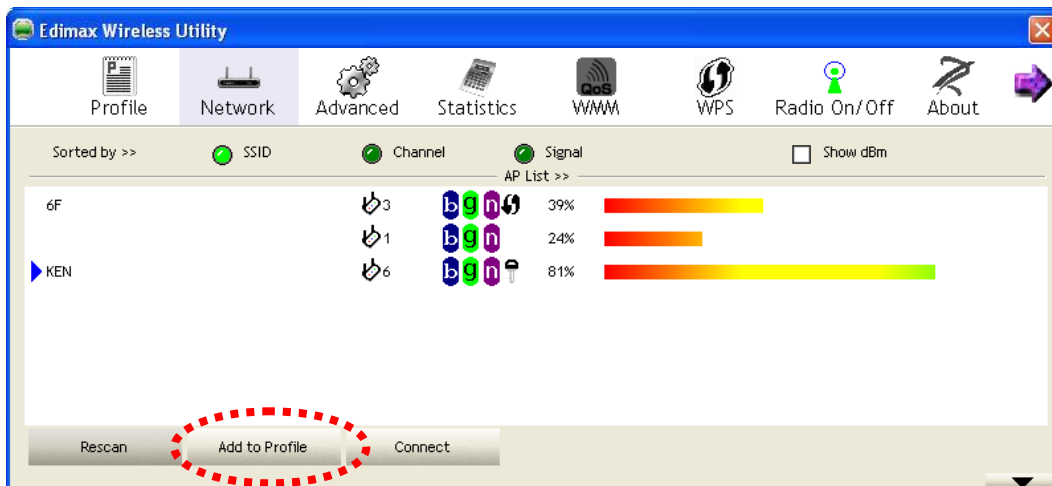 Edimax Wireless Utility
P
QoS
Profile Network Advanced Statistics WMM WPS Radio On/Off About
Sorted by >> SSID Channel Signal Show dBm
AP List >>
6F 3 b g n 39%
1 b g n 24%
KEN 6 b g n 81%
Rescan Add to Profile Connect